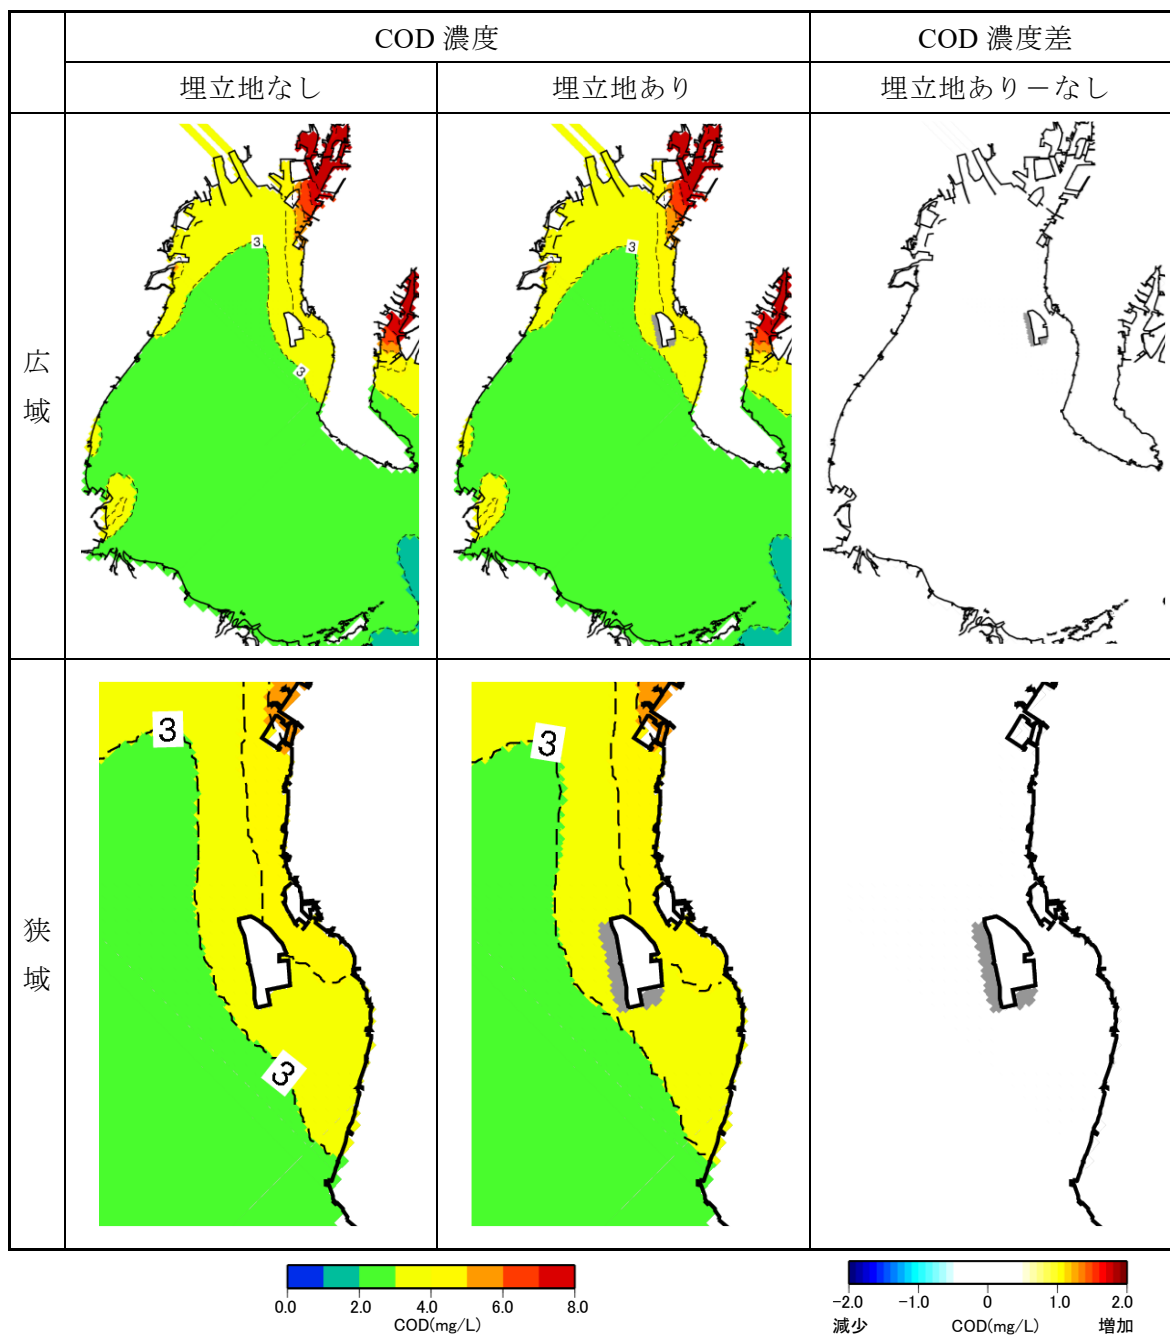 COD 濃度
COD 濃度差
埋立地なし
埋立地あり
埋立地あり－なし
広域
3
3
3
狭域
3
3
3
0.0 2.0 4.0 6.0 8.0
COD(mg/L)
-2.0 -1.0 0 1.0 2.0
減少 COD(mg/L) 増加